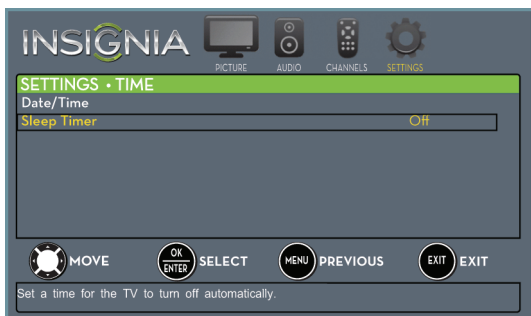 INSIGNIA
PICTURE AUDIO CHANNELS SETTINGS
SETTINGS • TIME
Date/Time
Sleep Timer Off
MOVE OK ENTER SELECT MENU PREVIOUS EXIT EXIT
Set a time for the TV to turn off automatically.